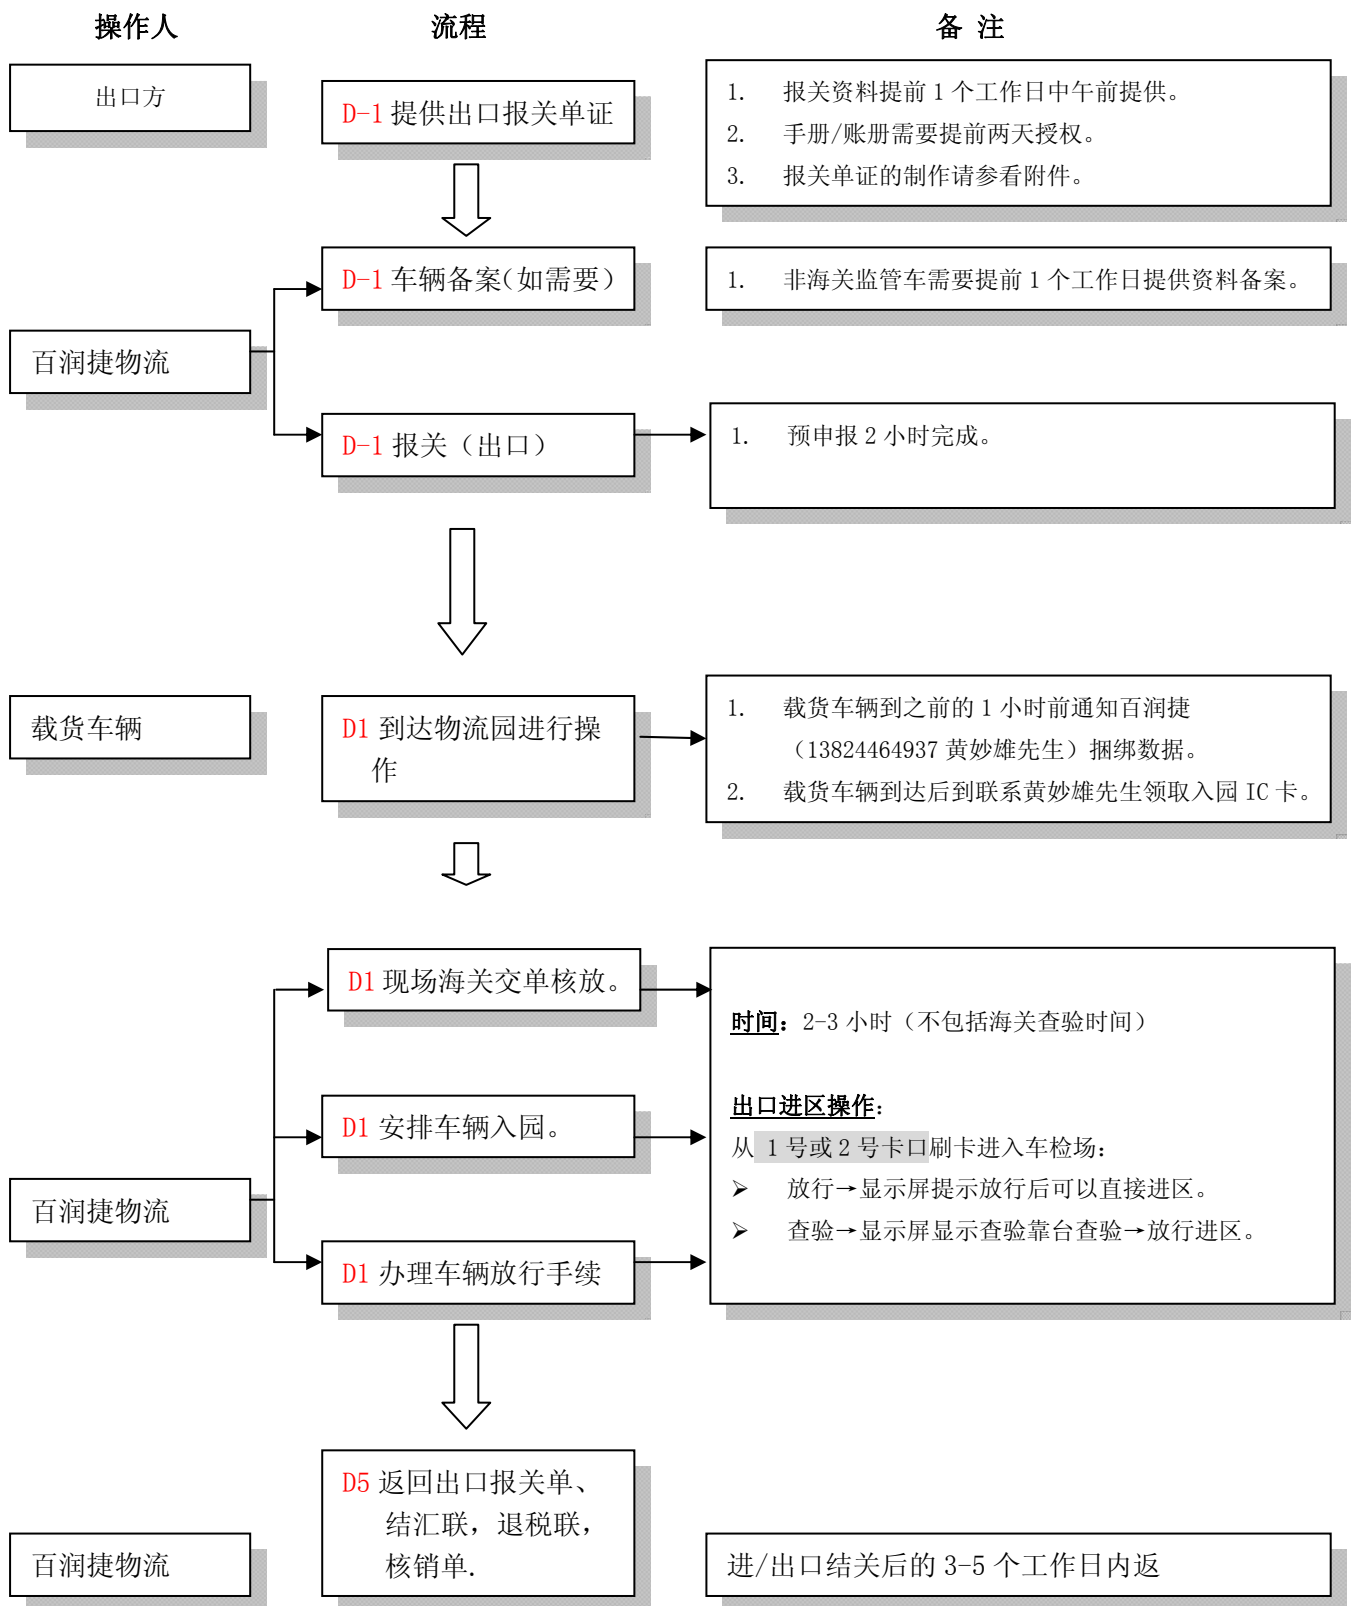 操作人 流程 备 注
出口方
D-1 提供出口报关单证
1. 报关资料提前 1 个工作日中午前提供。
2. 手册/账册需要提前两天授权。
3. 报关单证的制作请参看附件。
D-1 车辆备案（如需要）
1. 非海关监管车需要提前 1 个工作日提供资料备案。
百润捷物流
D-1 报关（出口）
1. 预申报 2 小时完成。
载货车辆
D1 到达物流园进行操
作
1. 载货车辆到之前的 1 小时前通知百润捷
（13824464937 黄妙雄先生）捆绑数据。
2. 载货车辆到达后到联系黄妙雄先生领取入园 IC 卡。
D1 现场海关交单核放。
D1 安排车辆入园。
百润捷物流
D1 办理车辆放行手续
时间：2-3 小时（不包括海关查验时间）
出口进区操作：
从 1 号或 2 号卡口刷卡进入车检场：
➢ 放行→显示屏提示放行后可以直接进区。
➢ 查验→显示屏显示查验靠台查验→放行进区。
D5 返回出口报关单、
结汇联，退税联，
核销单.
百润捷物流
进/出口结关后的 3-5 个工作日内返